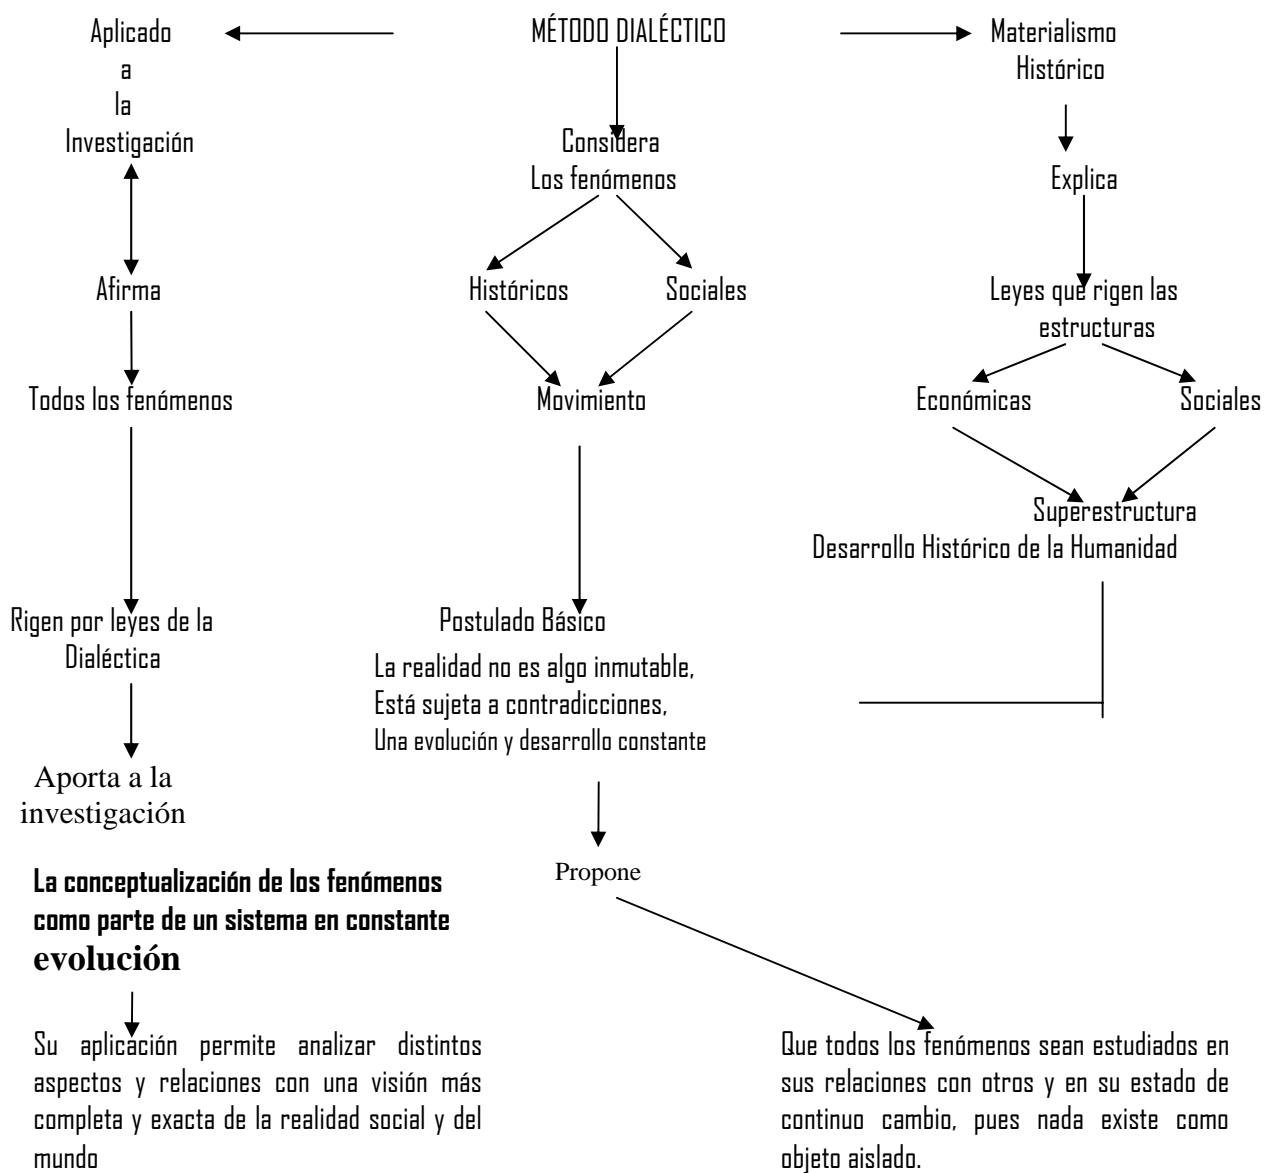 MÉTODO DIALÉCTICO
Aplicado
a
la
Investigación
Afirma
Todos los fenómenos
Rigen por leyes de la
Dialéctica
Aporta a la
investigación
La conceptualización de los fenómenos
como parte de un sistema en constante
evolución
Su aplicación permite analizar distintos
aspectos y relaciones con una visión más
completa y exacta de la realidad social y del
mundo
Considera
Los fenómenos
Históricos
Sociales
Movimiento
Postulado Básico
La realidad no es algo inmutable,
Está sujeta a contradicciones,
Una evolución y desarrollo constante
Propone
Que todos los fenómenos sean estudiados en
sus relaciones con otros y en su estado de
continuo cambio, pues nada existe como
objeto aislado.
Materialismo
Histórico
Explica
Leyes que rigen las
estructuras
Económicas
Sociales
Superestructura
Desarrollo Histórico de la Humanidad